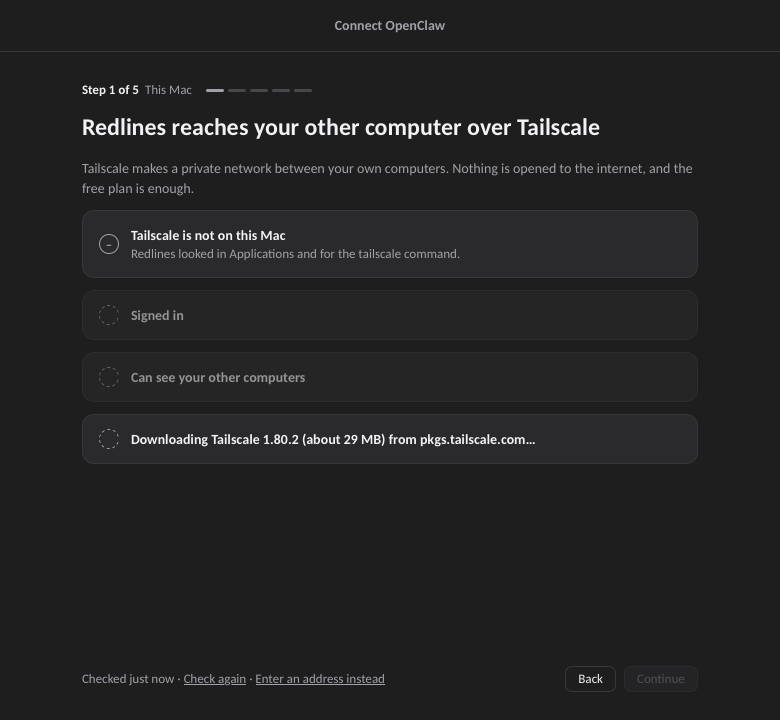 Connect OpenClaw
Step 1 of 5 This Mac
Redlines reaches your other computer over Tailscale
Tailscale makes a private network between your own computers. Nothing is opened to the internet, and the
free plan is enough.
Tailscale is not on this Mac
Redlines looked in Applications and for the tailscale command.
Signed in
Can see your other computers
Downloading Tailscale 1.80.2 (about 29 MB) from pkgs.tailscale.com...
Checked just now · Check again · Enter an address instead
Back
Continue